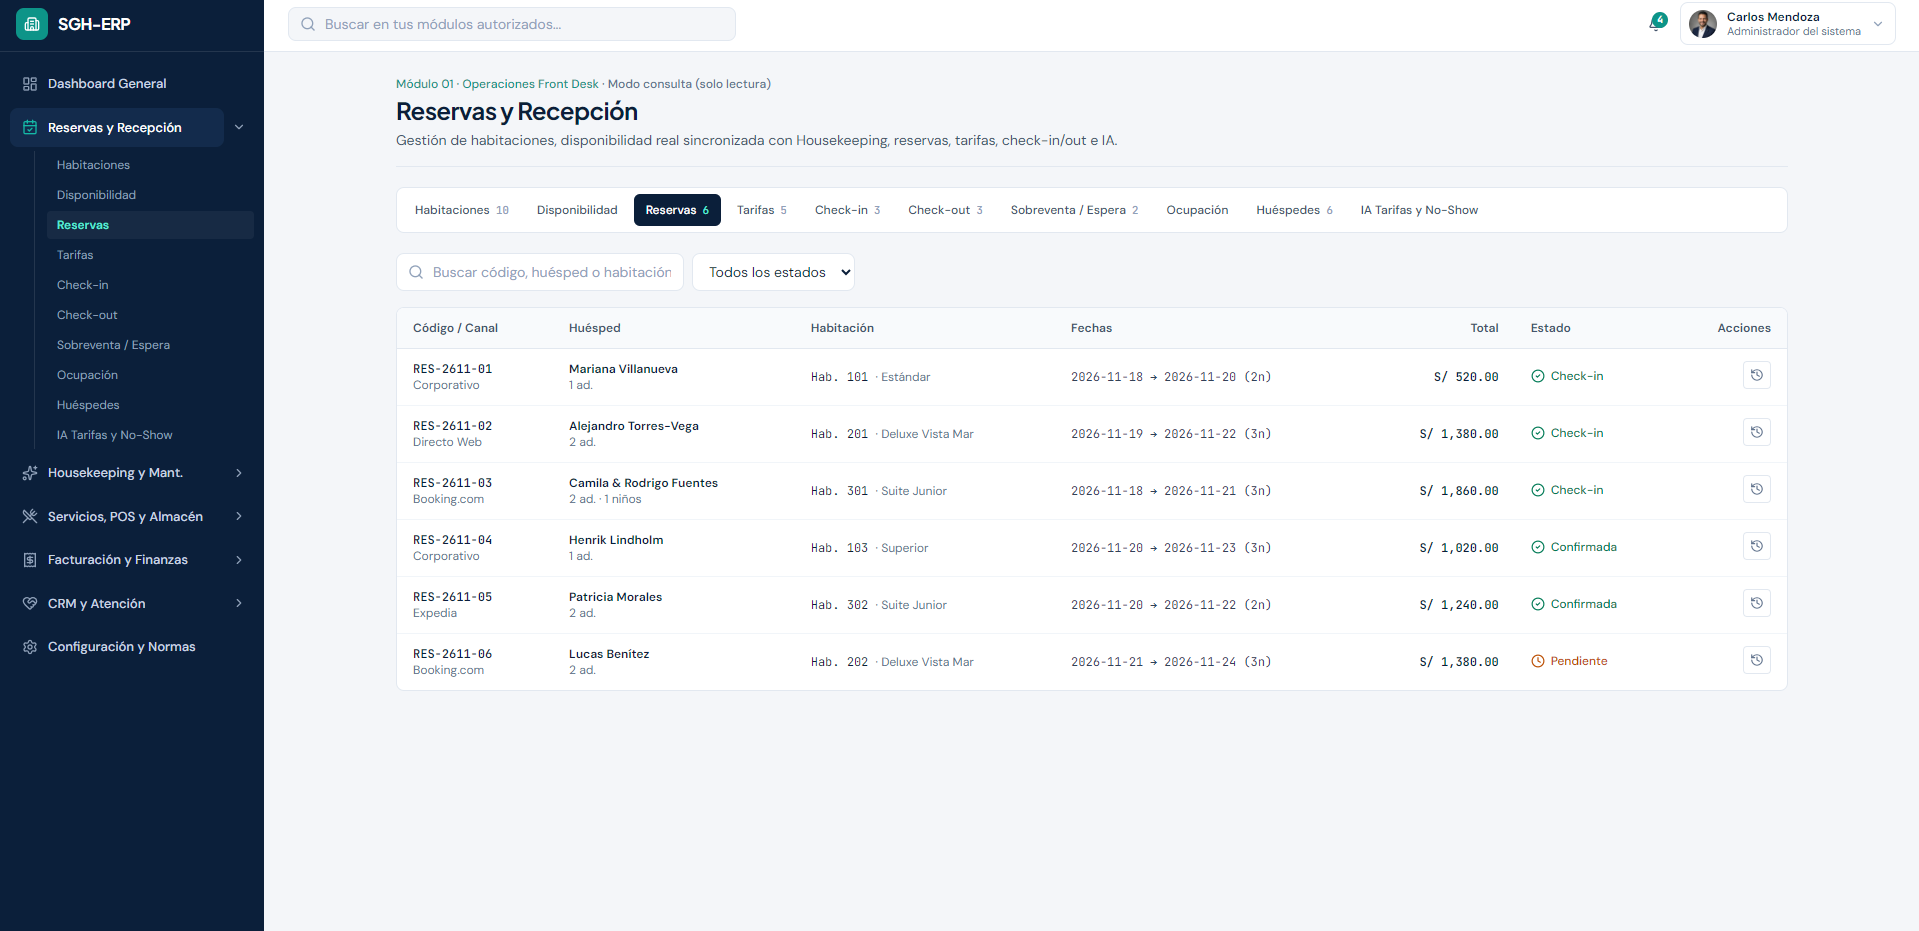 SGH-ERP
Buscar en tus módulos autorizados...
4
Carlos Mendoza
Administrador del sistema
Dashboard General
Reservas y Recepción
Habitaciones
Disponibilidad
Reservas
Tarifas
Check-in
Check-out
Sobreventa / Espera
Ocupación
Huéspedes
IA Tarifas y No-Show
Housekeeping y Mant.
Servicios, POS y Almacén
Facturación y Finanzas
CRM y Atención
Configuración y Normas
Módulo 01 · Operaciones Front Desk · Modo consulta (solo lectura)
Reservas y Recepción
Gestión de habitaciones, disponibilidad real sincronizada con Housekeeping, reservas, tarifas, check-in/out e IA.
Habitaciones 10 Disponibilidad Reservas 6 Tarifas 5 Check-in 3 Check-out 3 Sobreventa / Espera 2 Ocupación Huéspedes 6 IA Tarifas y No-Show
Buscar código, huésped o habitación Todos los estados
Código / Canal Huésped Habitación Fechas Total Estado Acciones
RES-2611-01 Mariana Villanueva Hab. 101 · Estándar 2026-11-18 → 2026-11-20 (2n) S/ 520.00 Check-in
Corporativo 1 ad.
RES-2611-02 Alejandro Torres-Vega Hab. 201 · Deluxe Vista Mar 2026-11-19 → 2026-11-22 (3n) S/ 1,380.00 Check-in
Directo Web 2 ad.
RES-2611-03 Camila & Rodrigo Fuentes Hab. 301 · Suite Junior 2026-11-18 → 2026-11-21 (3n) S/ 1,860.00 Check-in
Booking.com 2 ad. · 1 niños
RES-2611-04 Henrik Lindholm Hab. 103 · Superior 2026-11-20 → 2026-11-23 (3n) S/ 1,020.00 Confirmada
Corporativo 1 ad.
RES-2611-05 Patricia Morales Hab. 302 · Suite Junior 2026-11-20 → 2026-11-22 (2n) S/ 1,240.00 Confirmada
Expedia 2 ad.
RES-2611-06 Lucas Benítez Hab. 202 · Deluxe Vista Mar 2026-11-21 → 2026-11-24 (3n) S/ 1,380.00 Pendiente
Booking.com 2 ad.